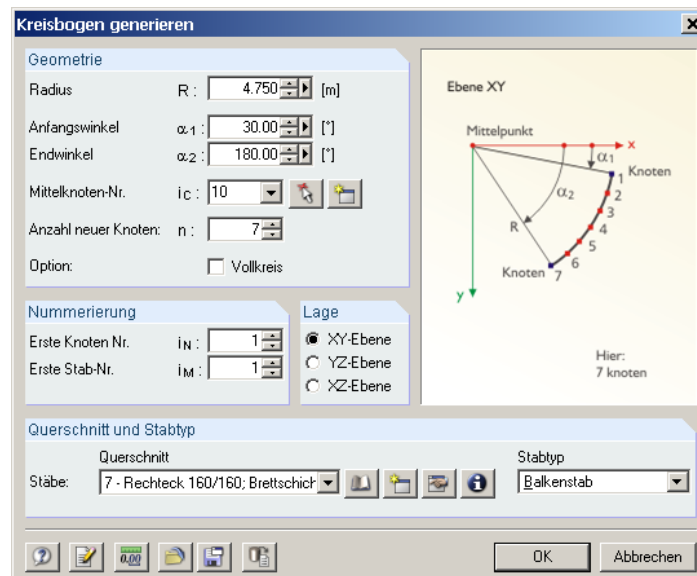 Kreisbogen generieren
Geometrie
Radius R: 4.750 [m]
Anfangswinkel α1: 30.00 [°]
Endwinkel α2: 180.00 [°]
Mittelknoten-Nr. ic: 10
Anzahl neuer Knoten: n: 7
Option: Vollkreis
Ebene XY
Mittelpunkt
x
α1
1 Knoten
2
α2
3
R
4
5
6
Knoten 7
y
Hier:
7 knoten
Nummerierung
Erste Knoten Nr. iN: 1
Erste Stab-Nr. iM: 1
Lage
XY-Ebene
YZ-Ebene
XZ-Ebene
Querschnitt und Stabtyp
Querschnitt
Stabtyp
Stäbe: 7 - Rechteck 160/160; Brettschich
Balkenstab
0.00
OK
Abbrechen